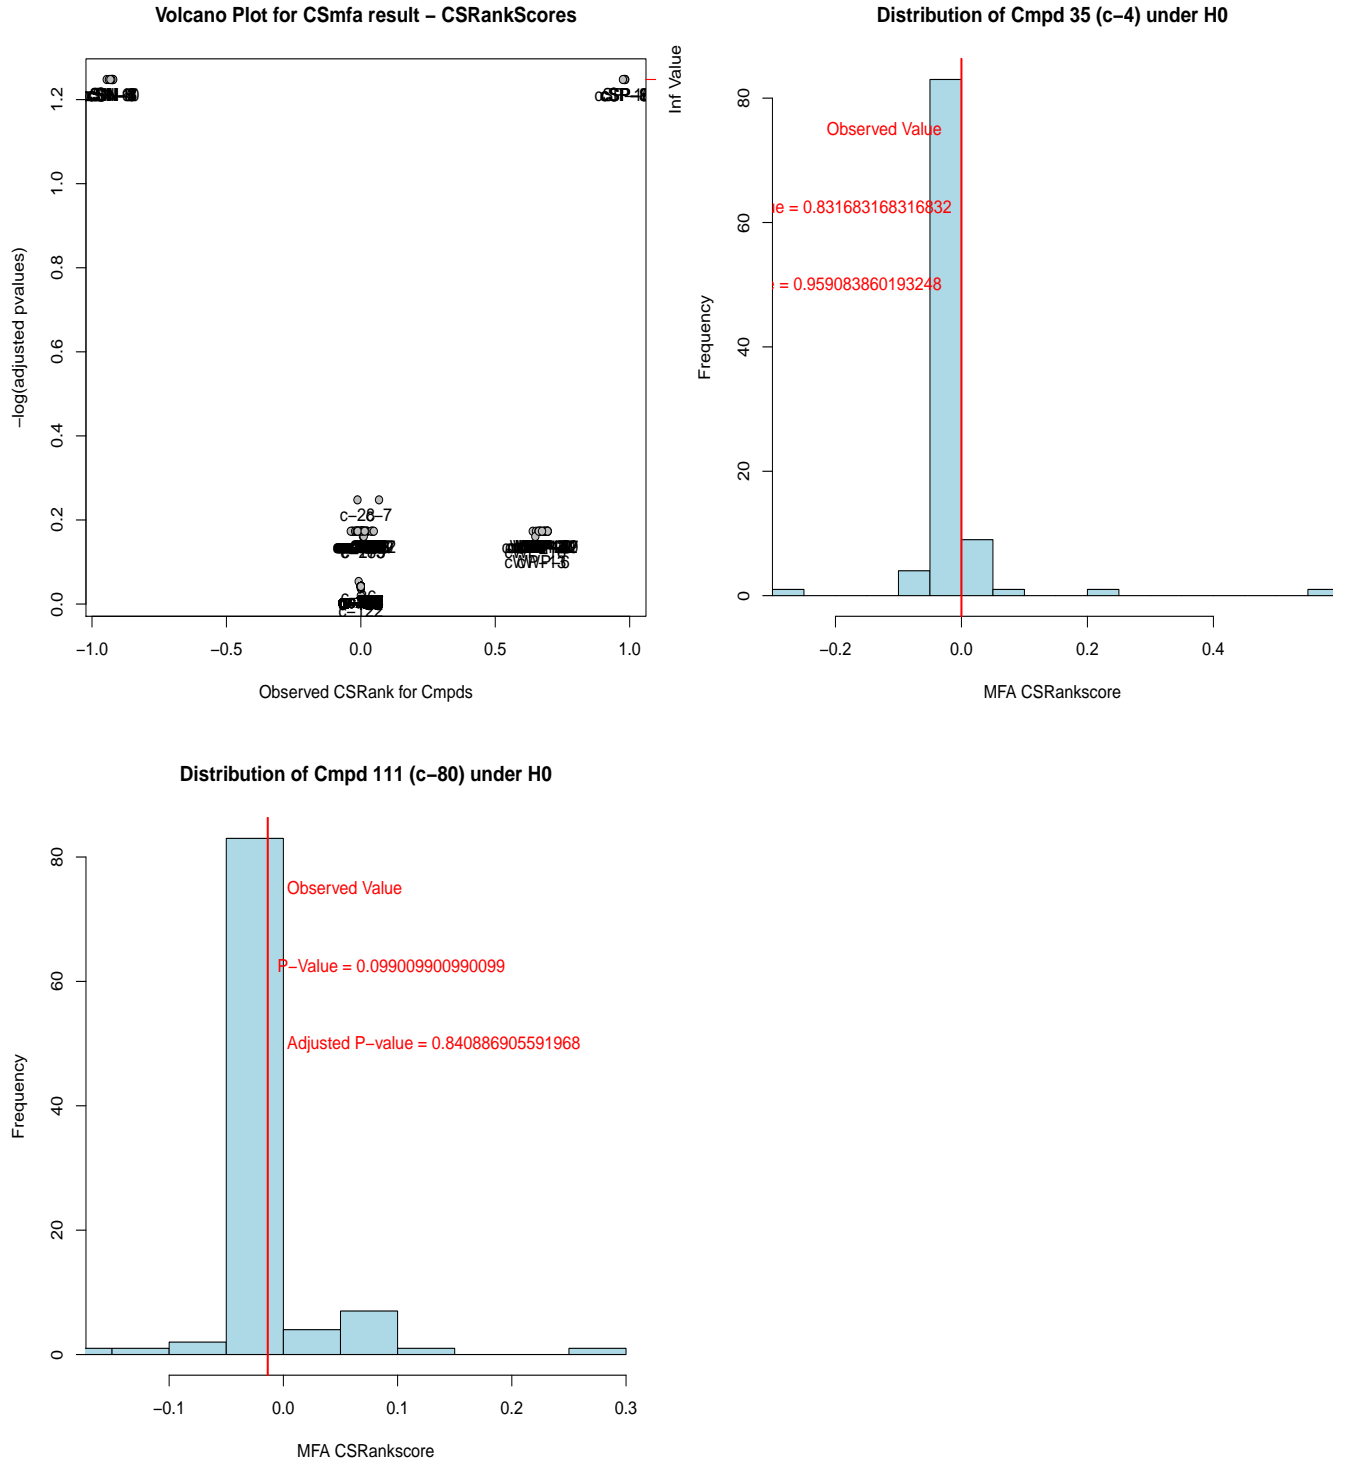 Volcano Plot for CSmfa result − CSRankScores
Inf Value
−log(adjusted pvalues)
1.2
1.0
0.8
0.6
0.4
0.2
0.0
−1.0 −0.5 0.0 0.5 1.0
Observed CSRank for Cmpds
Distribution of Cmpd 35 (c−4) under H0
Observed Value
= 0.831683168316832
= 0.959083860193248
Frequency
80
60
40
20
0
−0.2 0.0 0.2 0.4
MFA CSRankscore
Distribution of Cmpd 111 (c−80) under H0
Observed Value
P−Value = 0.099009900990099
Adjusted P−value = 0.840886905591968
Frequency
80
60
40
20
0
−0.1 0.0 0.1 0.2 0.3
MFA CSRankscore